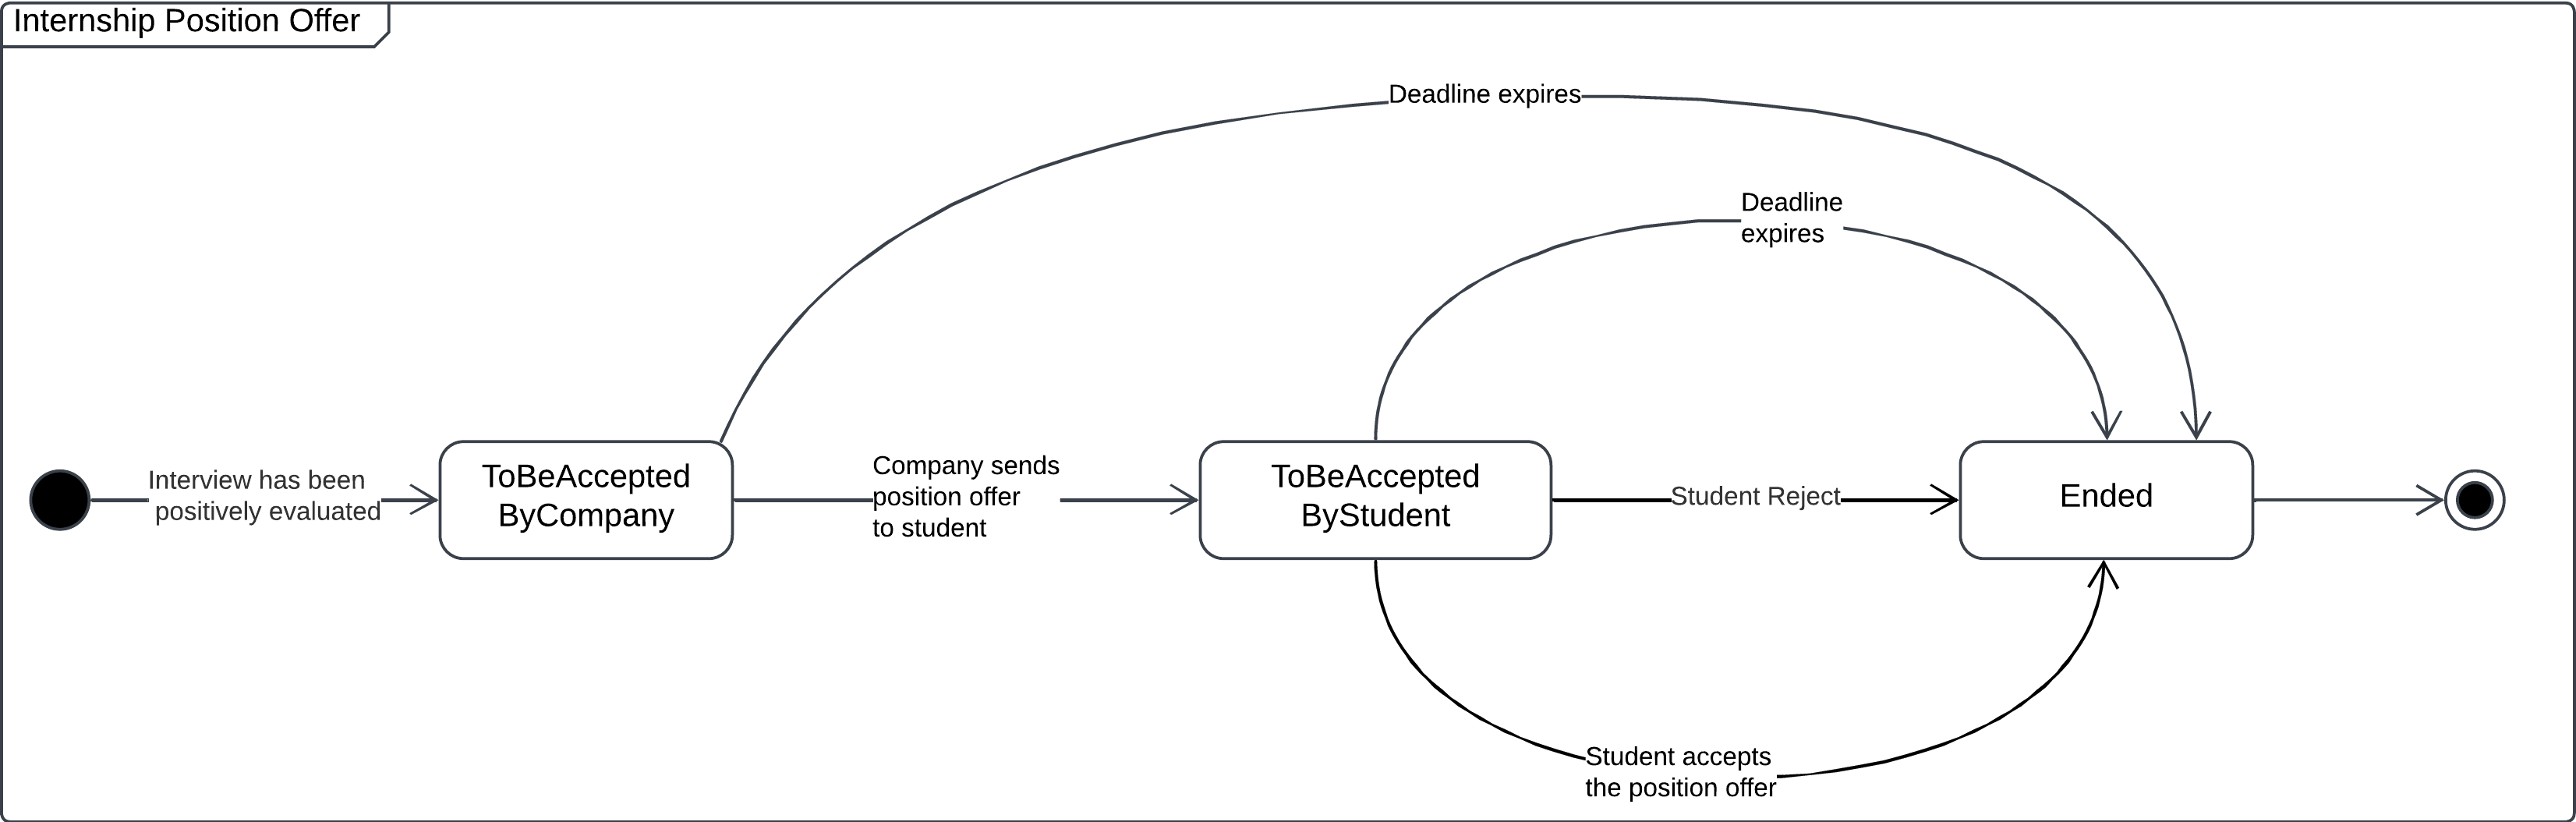 Internship Position Offer
Deadline expires
Deadline
expires
Interview has been
positively evaluated
ToBeAccepted
ByCompany
Company sends
position offer
to student
ToBeAccepted
ByStudent
Student Reject
Ended
Student accepts
the position offer